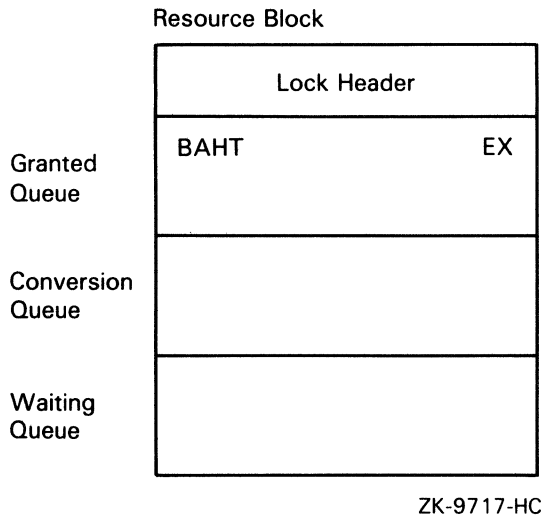 Resource Block
Lock Header
Granted
Queue
BAHT EX
Conversion
Queue
Waiting
Queue
ZK-9717-HC